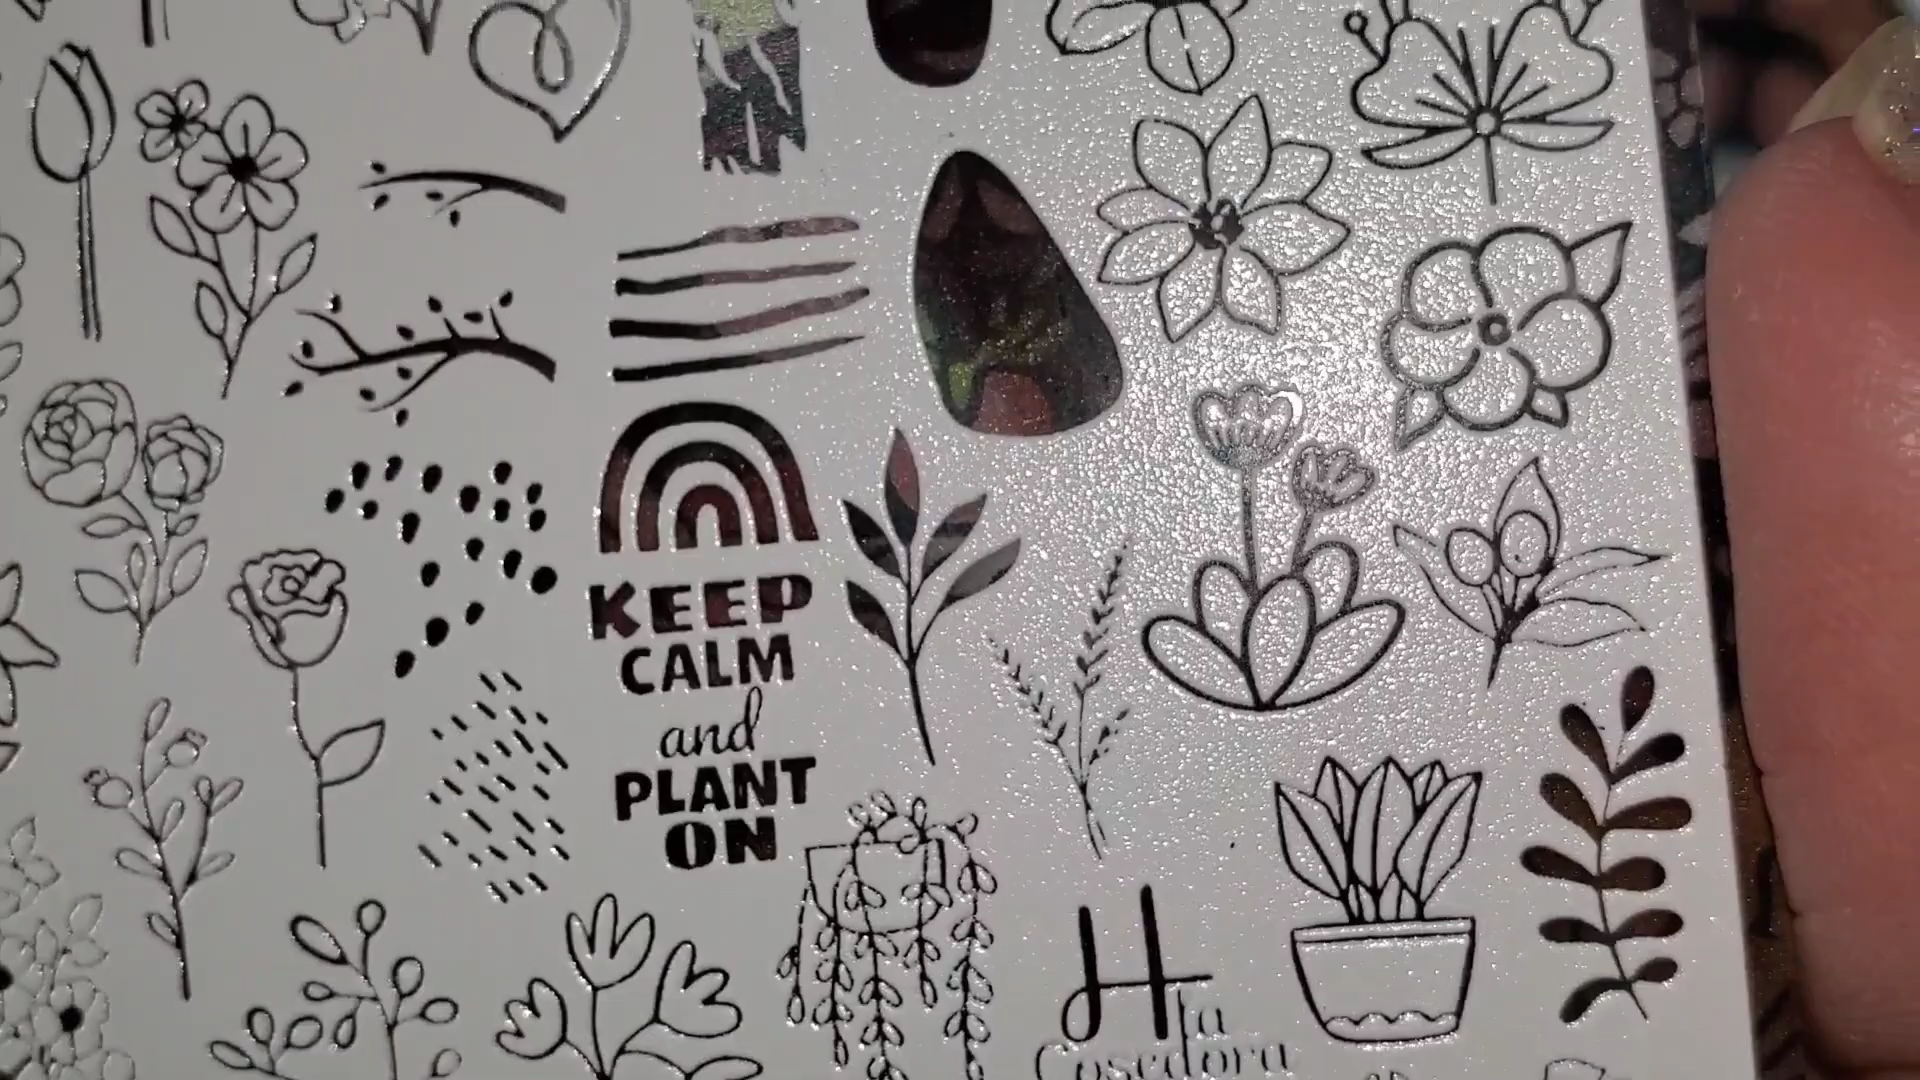 KEEP
CALM
and
PLANT
ON
H
la
Cosedora